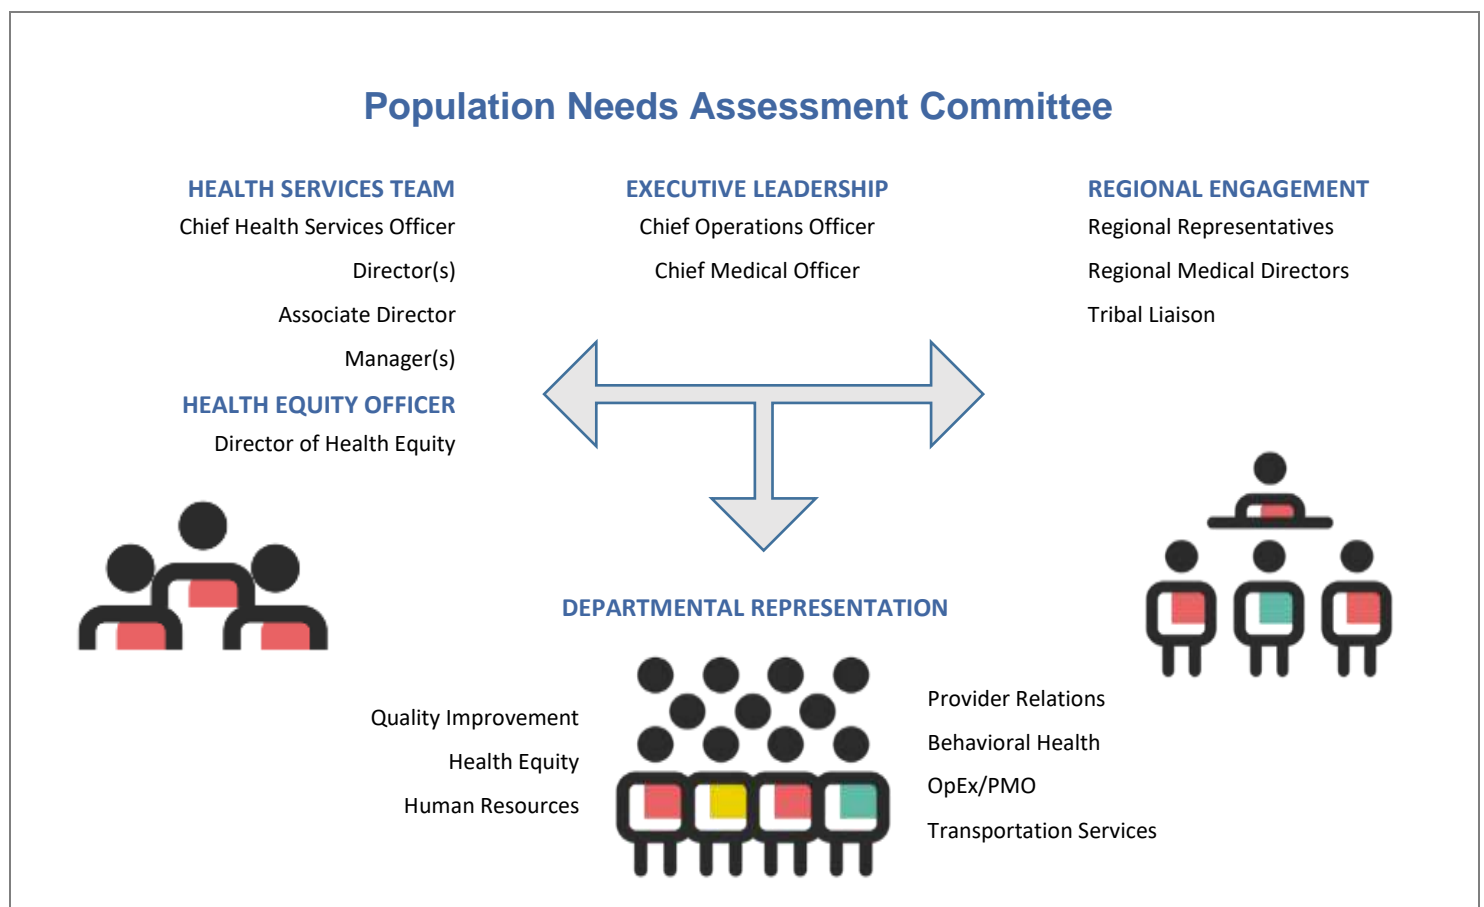 Population Needs Assessment Committee
HEALTH SERVICES TEAM
Chief Health Services Officer
Director(s)
Associate Director
Manager(s)
HEALTH EQUITY OFFICER
Director of Health Equity
EXECUTIVE LEADERSHIP
Chief Operations Officer
Chief Medical Officer
REGIONAL ENGAGEMENT
Regional Representatives
Regional Medical Directors
Tribal Liaison
DEPARTMENTAL REPRESENTATION
Quality Improvement
Health Equity
Human Resources
Provider Relations
Behavioral Health
OpEx/PMO
Transportation Services